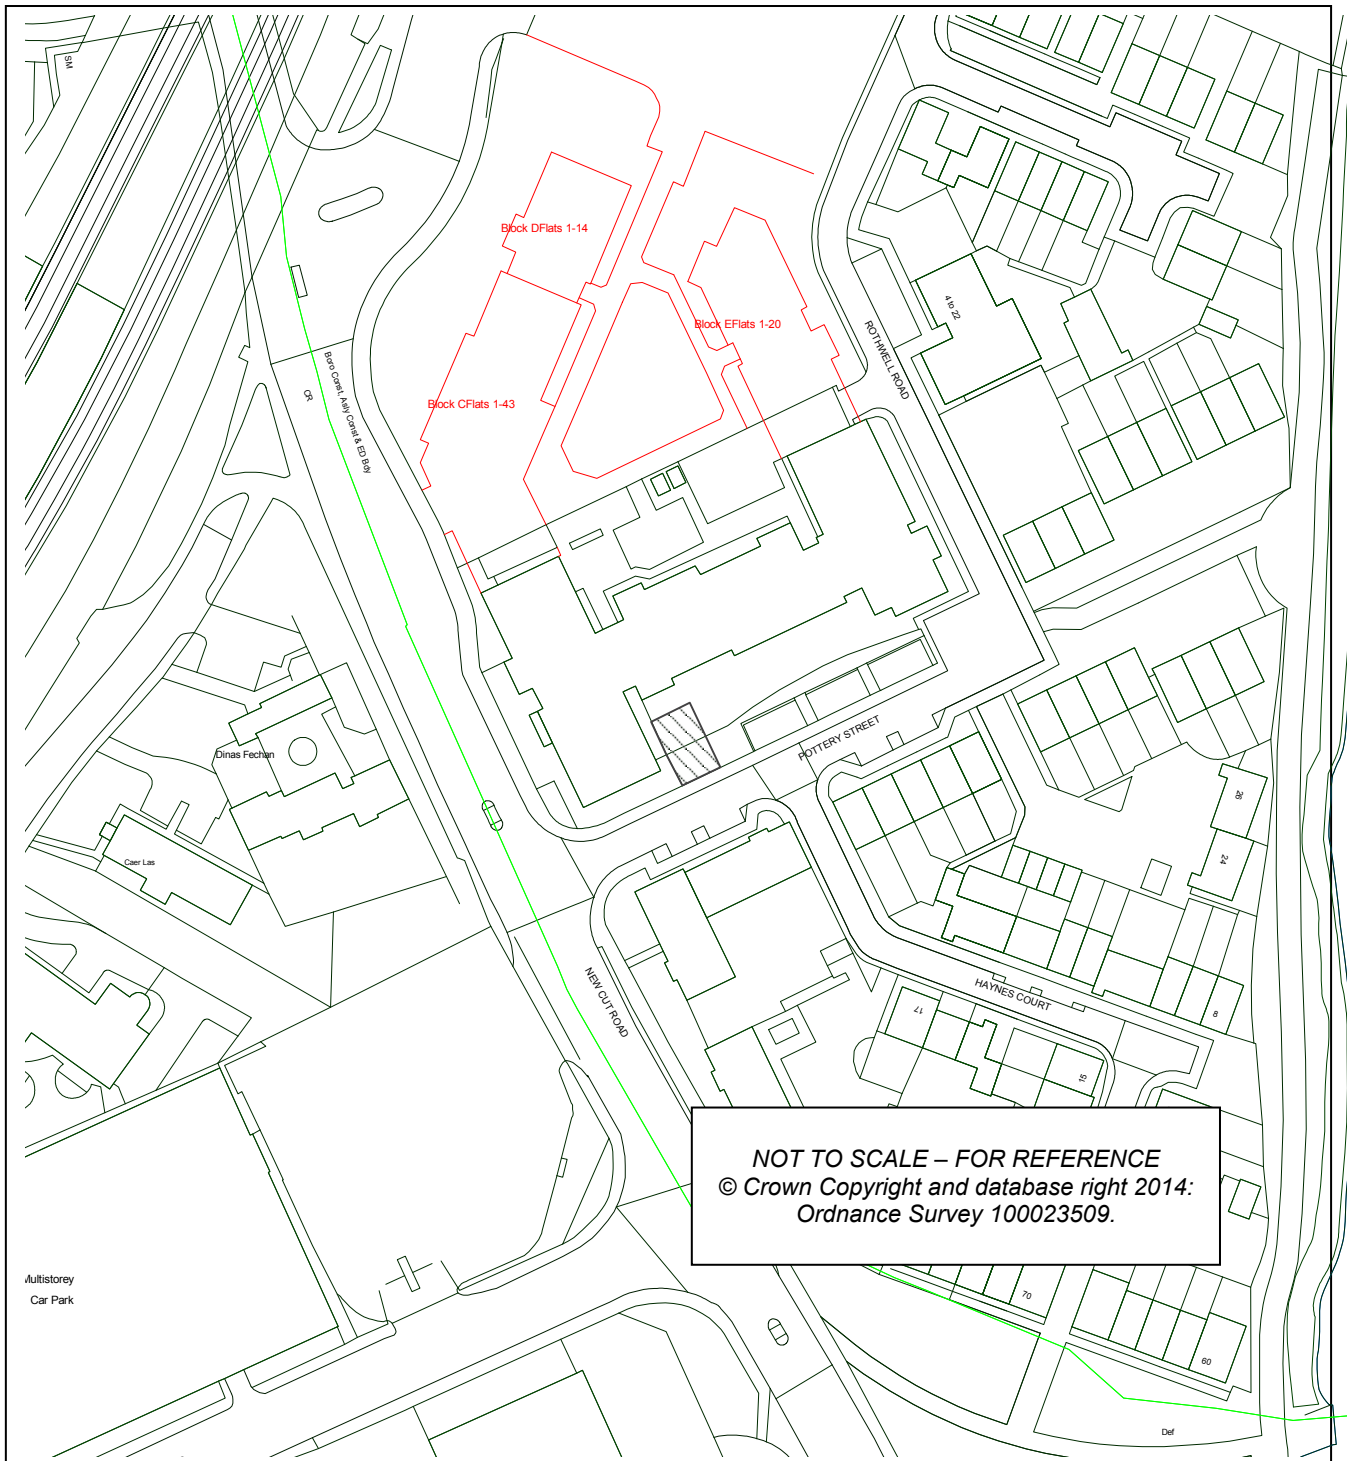 SM
Block DFlats 1-14
4 to 22
Block EFlats 1-20
ROTHWELL ROAD
Boro Const, Asly Const & ED Bdy
CR
Block CFlats 1-43
POTTERY STREET
Dinas Fechan
26
24
Caer Las
NEW CUT ROAD
HAYNES COURT
17
8
15
NOT TO SCALE – FOR REFERENCE
© Crown Copyright and database right 2014:
Ordnance Survey 100023509.
Multistorey
Car Park
70
60
Def